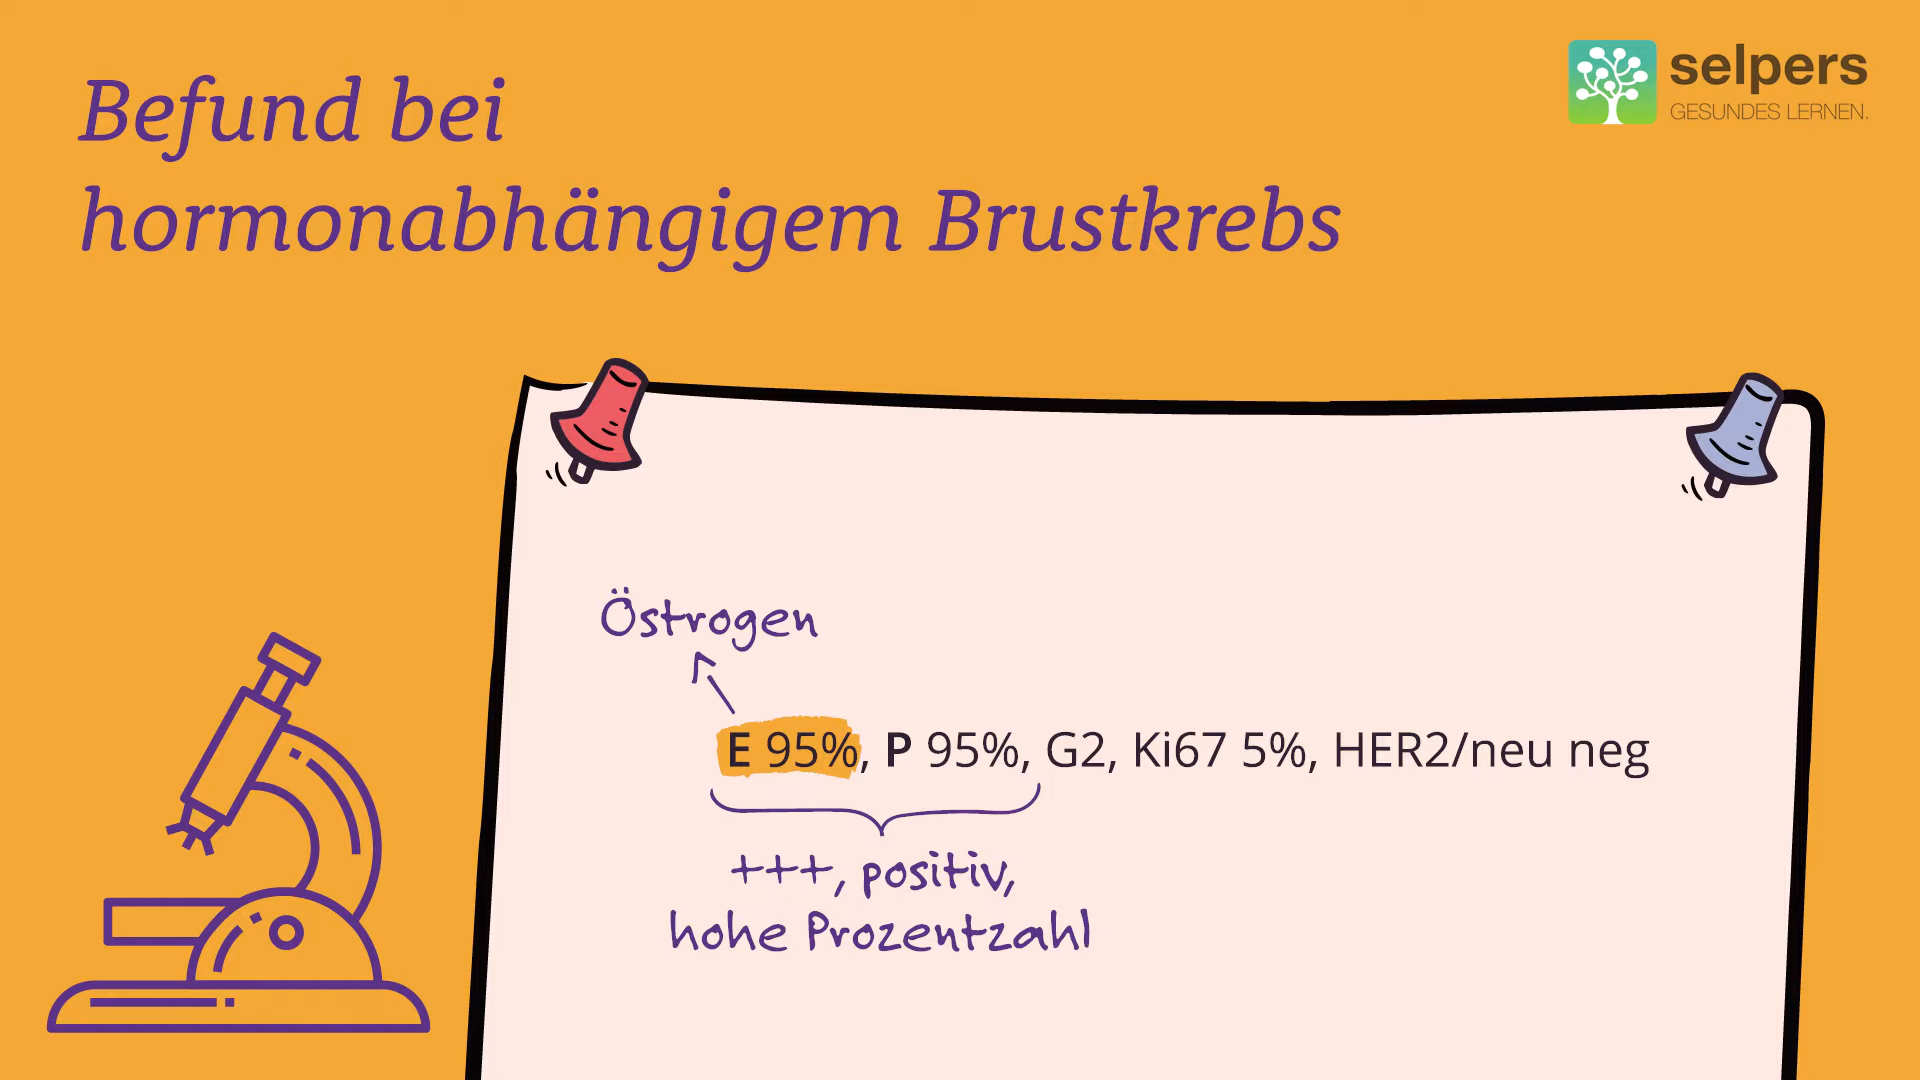 Befund bei
hormonabhängigem Brustkrebs
selpers
GESUNDES LERNEN.
Östrogen
E 95%, P 95%, G2, Ki67 5%, HER2/neu neg
+++, positiv,
hohe Prozentzahl